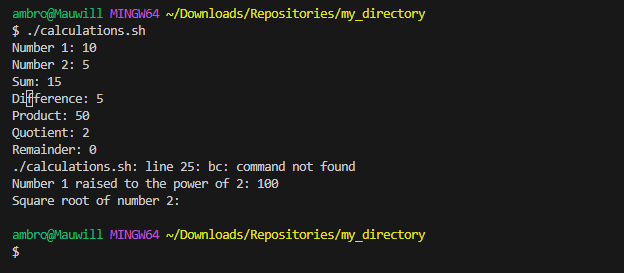 ambro@Mauwill MINGW64 ~/Downloads/Repositories/my_directory
$ ./calculations.sh
Number 1: 10
Number 2: 5
Sum: 15
Difference: 5
Product: 50
Quotient: 2
Remainder: 0
./calculations.sh: line 25: bc: command not found
Number 1 raised to the power of 2: 100
Square root of number 2:
ambro@Mauwill MINGW64 ~/Downloads/Repositories/my_directory
$